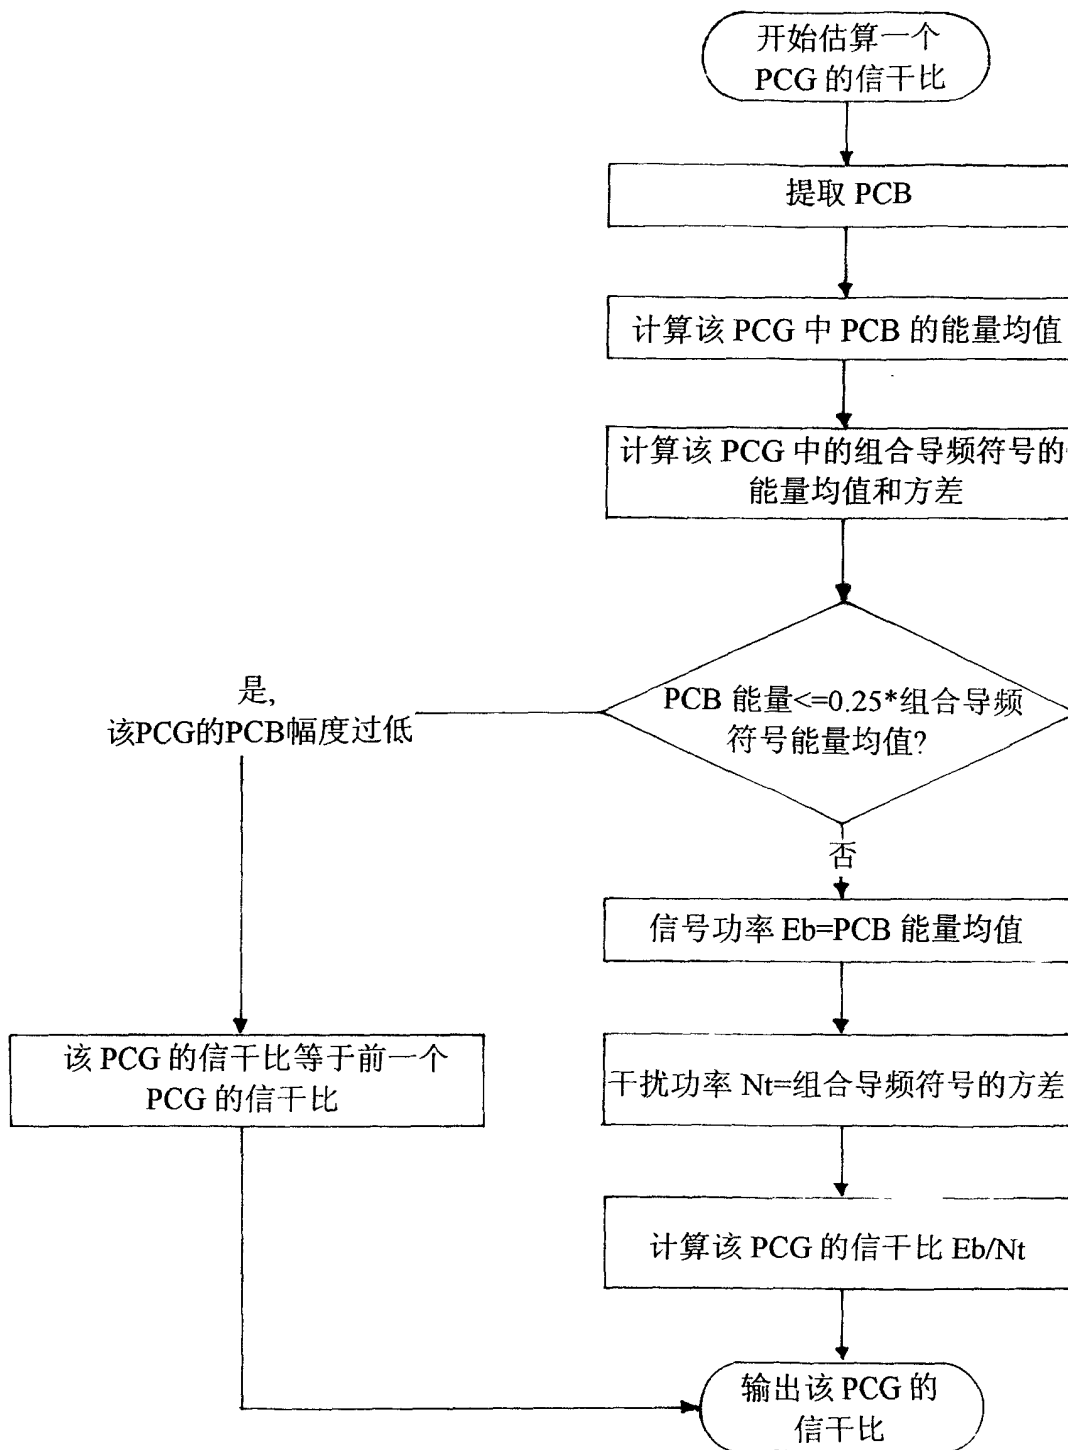 开始估算一个
PCG 的信干比
提取 PCB
计算该 PCG 中 PCB 的能量均值
计算该 PCG 中的组合导频符号的
能量均值和方差
PCB 能量<=0.25*组合导频
符号能量均值?
是,
该PCG的PCB幅度过低
否
信号功率 Eb=PCB 能量均值
该 PCG 的信干比等于前一个
PCG 的信干比
干扰功率 Nt=组合导频符号的方差
计算该 PCG 的信干比 Eb/Nt
输出该 PCG 的
信干比